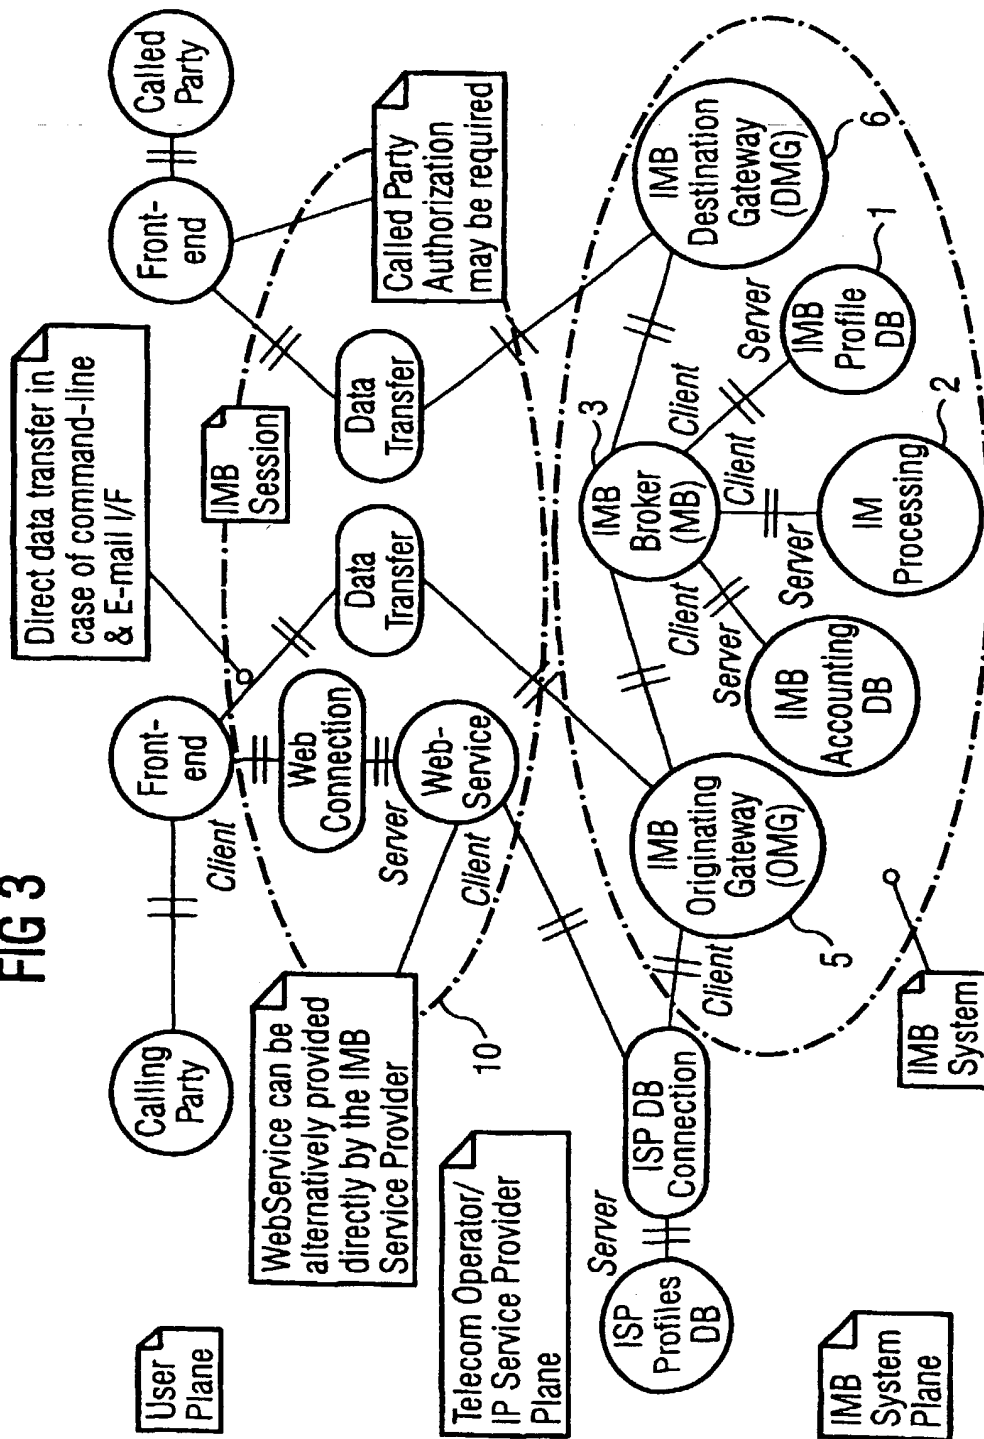 FIG 3
User
Plane
Calling
Party
Front-
end
Direct data transfer in
case of command-line
& E-mail I/F
Front-
end
Called
Party
Client
WebService can be
alternatively provided
directly by the IMB
Service Provider
Web
Connection
IMB
Session
Server
Web-
Service
Client
Data
Transfer
Data
Transfer
Called Party
Authorization
may be required
10
Telecom Operator/
IP Service Provider
Plane
Server
ISP
Profiles
DB
ISP DB
Connection
Client
IMB
Originating
Gateway
(OMG)
5
IMB
Broker
(MB)
3
Client
Server
IMB
Accounting
DB
Client
Server
IM
Processing
2
Client
Server
IMB
Profile
DB
1
IMB
Destination
Gateway
(DMG)
6
IMB
System
Plane
IMB
System